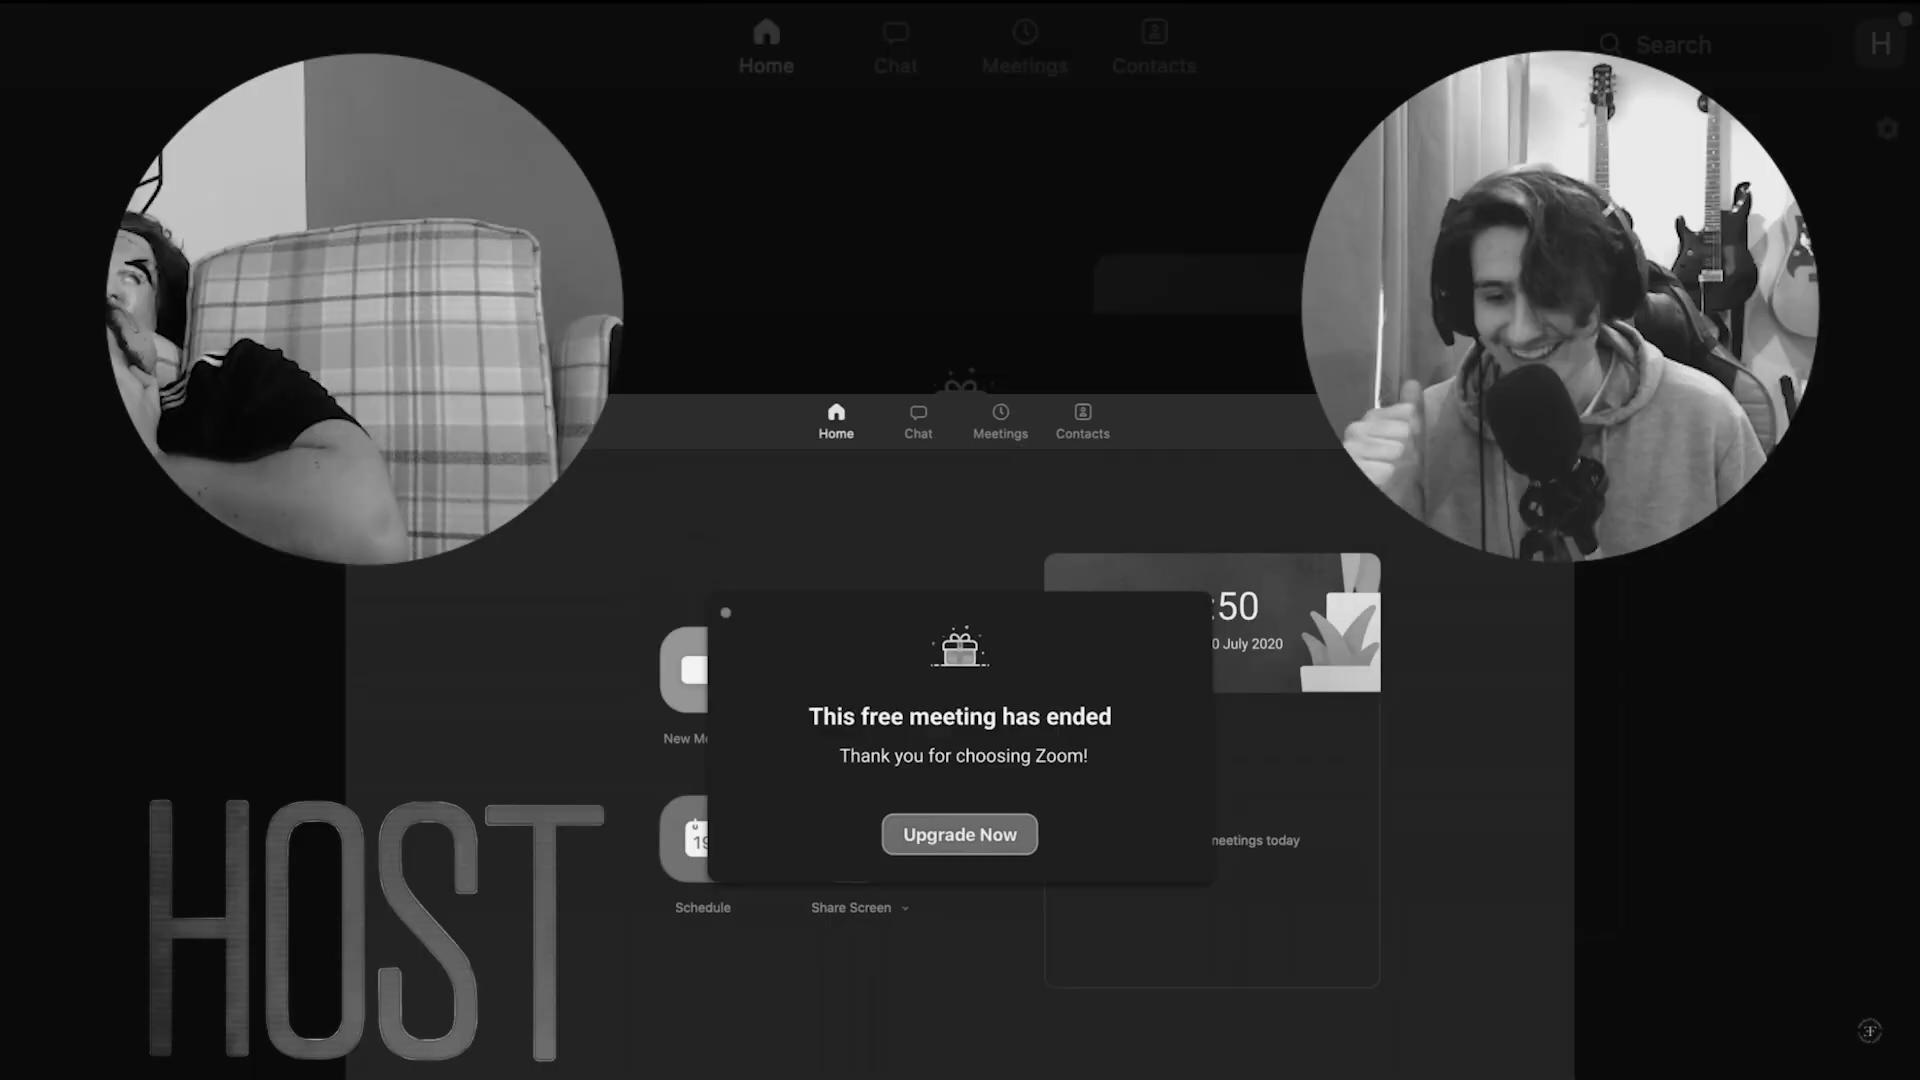 Home
Chat
Meetings
Contacts
Search
H
Home
Chat
Meetings
Contacts
:50
0 July 2020
This free meeting has ended
Thank you for choosing Zoom!
Upgrade Now
New
19
meetings today
Schedule
Share Screen
HOST